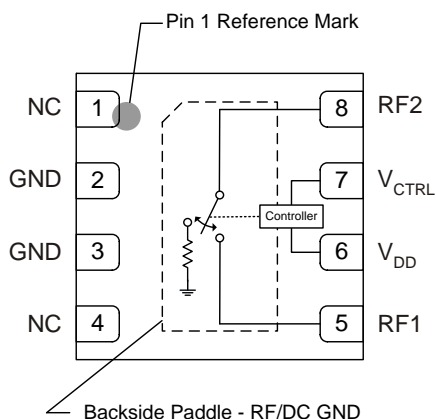 Pin 1 Reference Mark
NC 1 8 RF2
GND 2 7 VCTRL
Controller
GND 3 6 VDD
NC 4 5 RF1
Backside Paddle - RF/DC GND